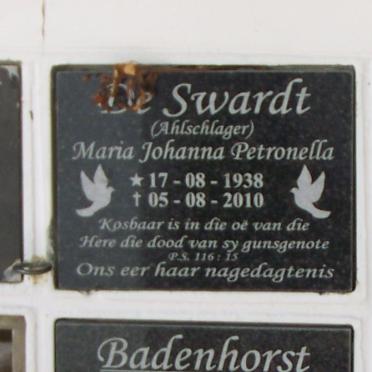 De Swardt
(Ahlschlager)
Maria Johanna Petronella
★ 17 - 08 - 1938
† 05 - 08 - 2010
Kosbaar is in die oë van die
Here die dood van sy gunsgenote
P.S. 116 : 15
Ons eer haar nagedagtenis
Badenhorst